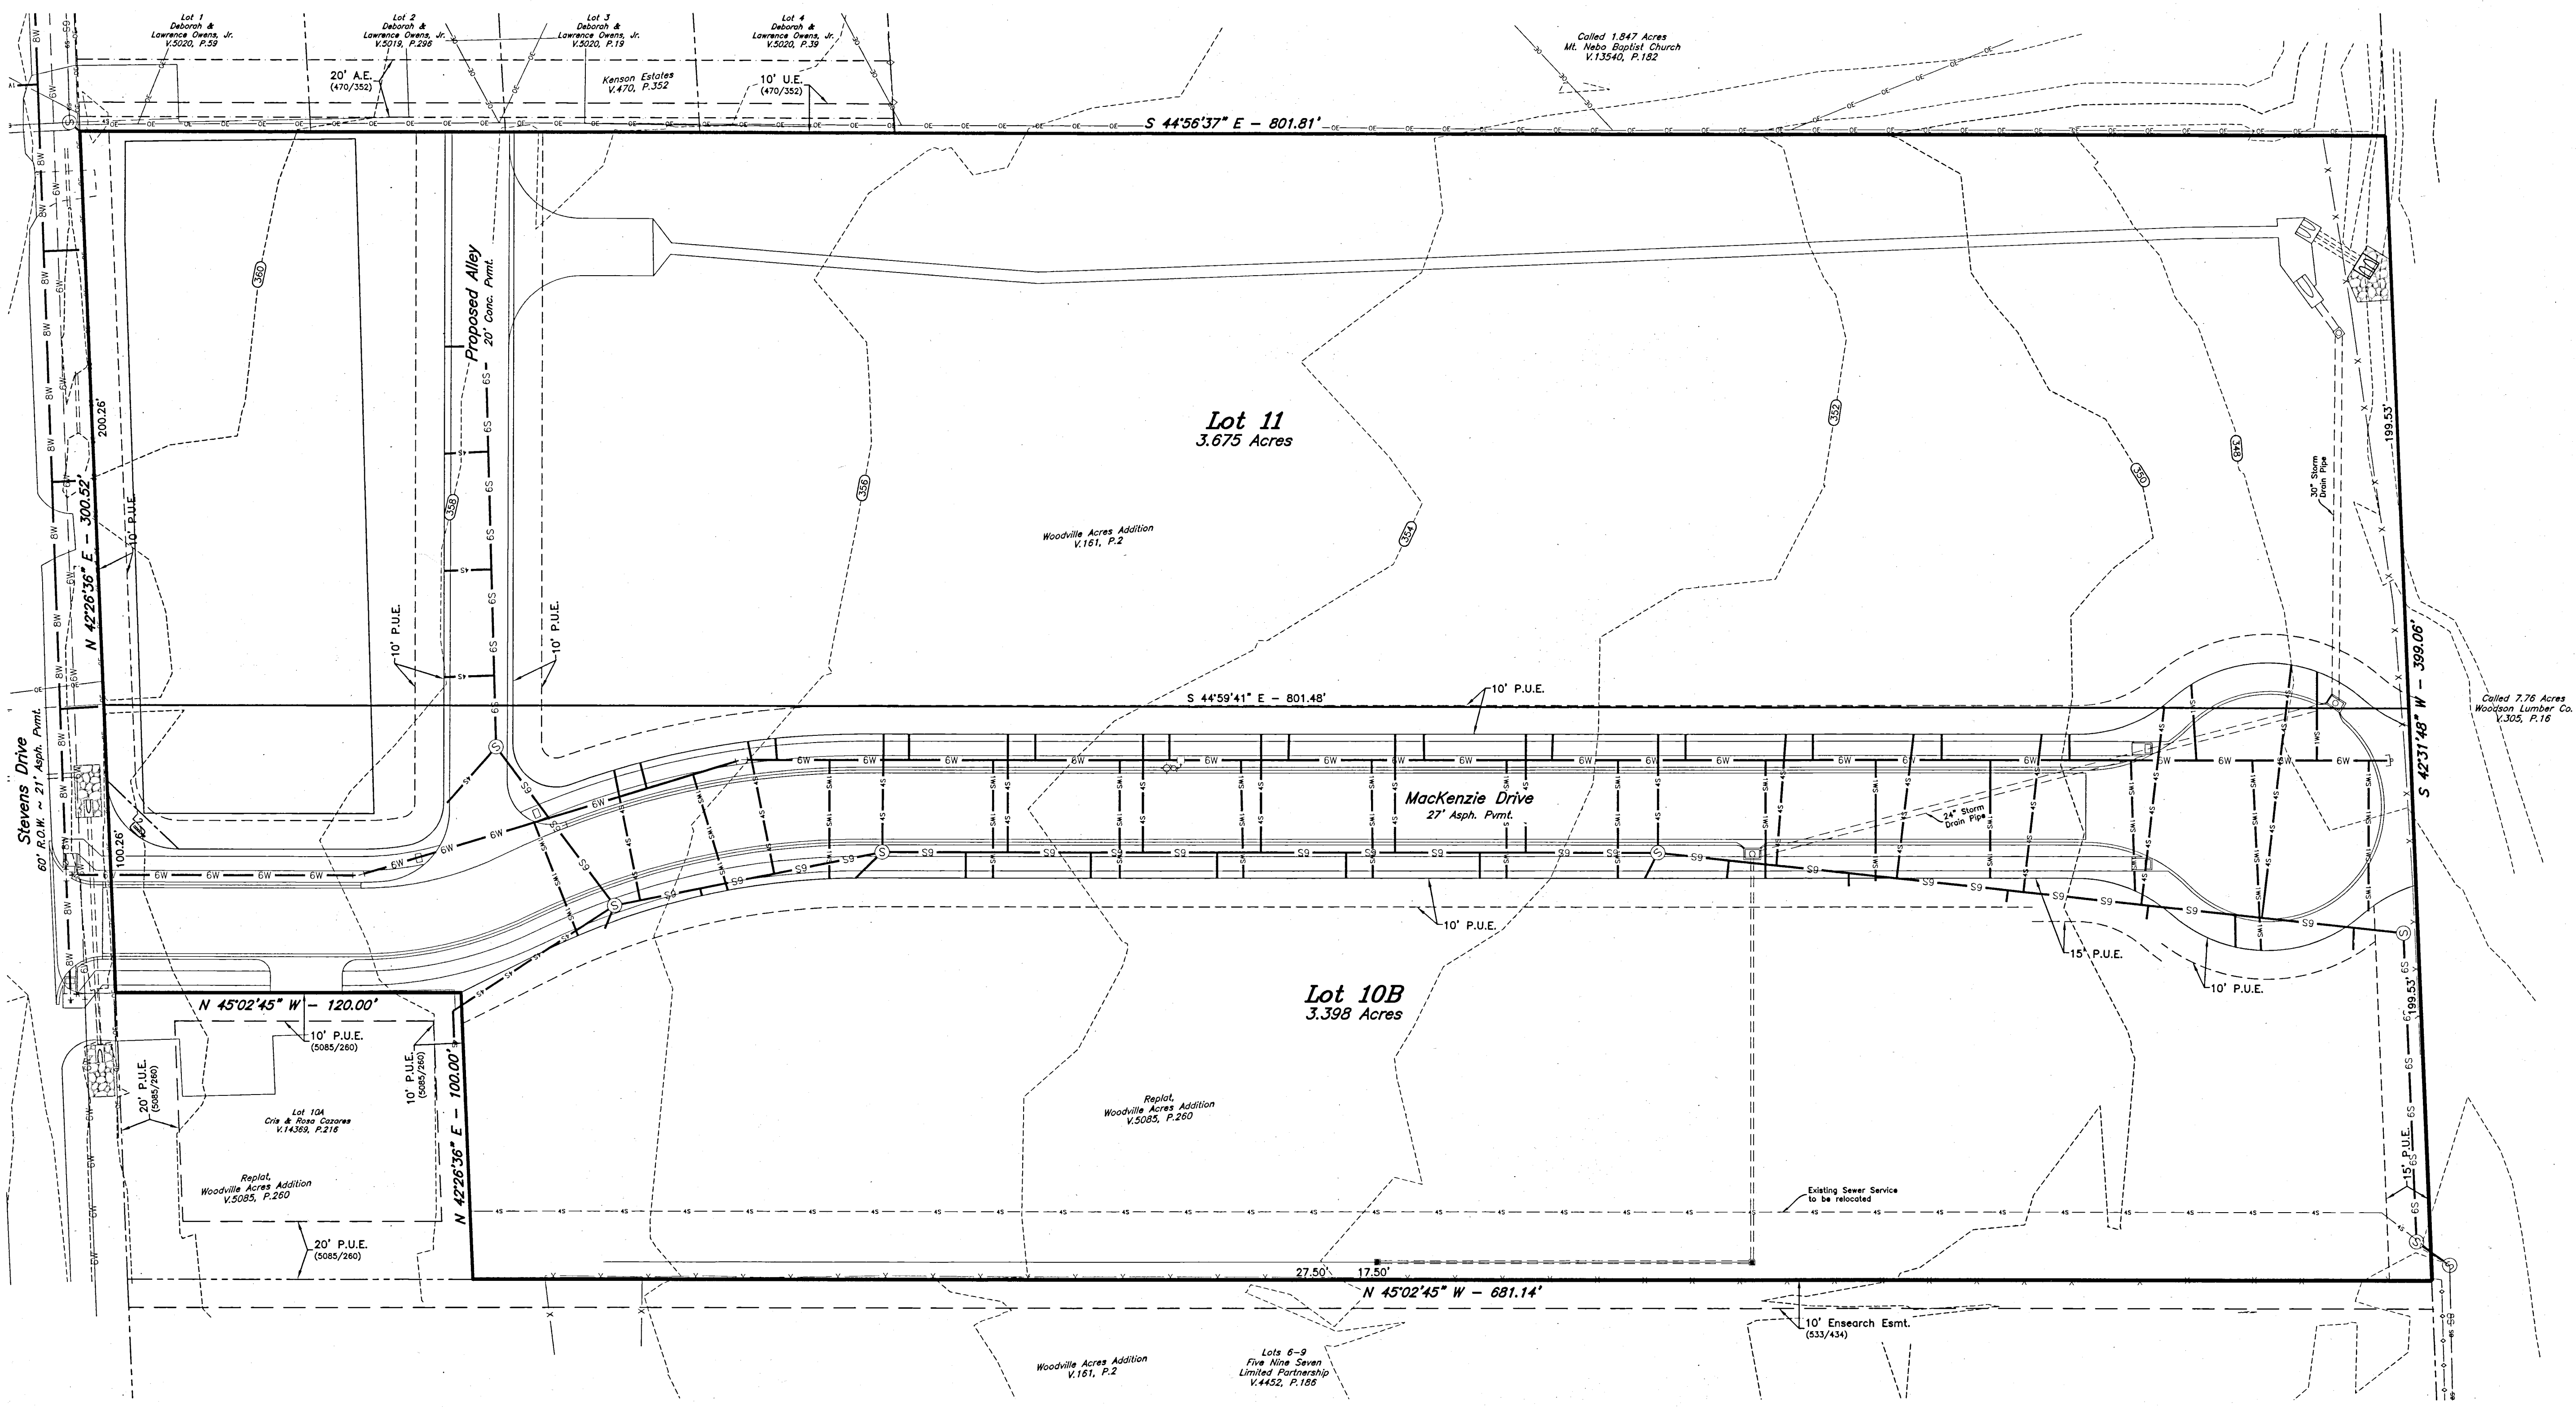 Lot 1
Deborah &
Lawrence Owens, Jr.
V.5020, P.59
Lot 2
Deborah &
Lawrence Owens, Jr.
V.5019, P.296
Lot 3
Deborah &
Lawrence Owens, Jr.
V.5020, P.19
Lot 4
Deborah &
Lawrence Owens, Jr.
V.5020, P.39
Called 1.847 Acres
Mt. Nebo Baptist Church
V.13540, P.182
20' A.E.
(470/352)
Kenson Estates
V.470, P.352
10' U.E.
(470/352)
S 44°56'37" E - 801.81'
360
Proposed Alley
20' Conc. Pvmt.
200.26'
N 42°26'36" E - 300.52'
10' P.U.E.
358
356
354
352
350
348
Lot 11
3.675 Acres
Woodville Acres Addition
V.161, P.2
30" Storm
Drain Pipe
199.53'
10' P.U.E.
10' P.U.E.
S 44°59'41" E - 801.48'
10' P.U.E.
S 42°31'48" W - 399.06'
Called 7.76 Acres
Woodson Lumber Co.
V.305, P.16
Stevens Drive
60' R.O.W. ~ 21' Asph. Pvmt.
100.26'
MacKenzie Drive
27' Asph. Pvmt.
24" Storm
Drain Pipe
10' P.U.E.
15' P.U.E.
10' P.U.E.
199.53'
N 45°02'45" W - 120.00'
10' P.U.E.
(5085/260)
10' P.U.E.
(5085/260)
20' P.U.E.
(5085/260)
Lot 10A
Cris & Rosa Cazares
V.14369, P.216
Replat,
Woodville Acres Addition
V.5085, P.260
20' P.U.E.
(5085/260)
N 42°26'36" E - 100.00'
Lot 10B
3.398 Acres
Replat,
Woodville Acres Addition
V.5085, P.260
Existing Sewer Service
to be relocated
15' P.U.E.
27.50'
17.50'
N 45°02'45" W - 681.14'
10' Ensearch Esmt.
(533/434)
Woodville Acres Addition
V.161, P.2
Lots 6-9
Five Nine Seven
Limited Partnership
V.4452, P.186